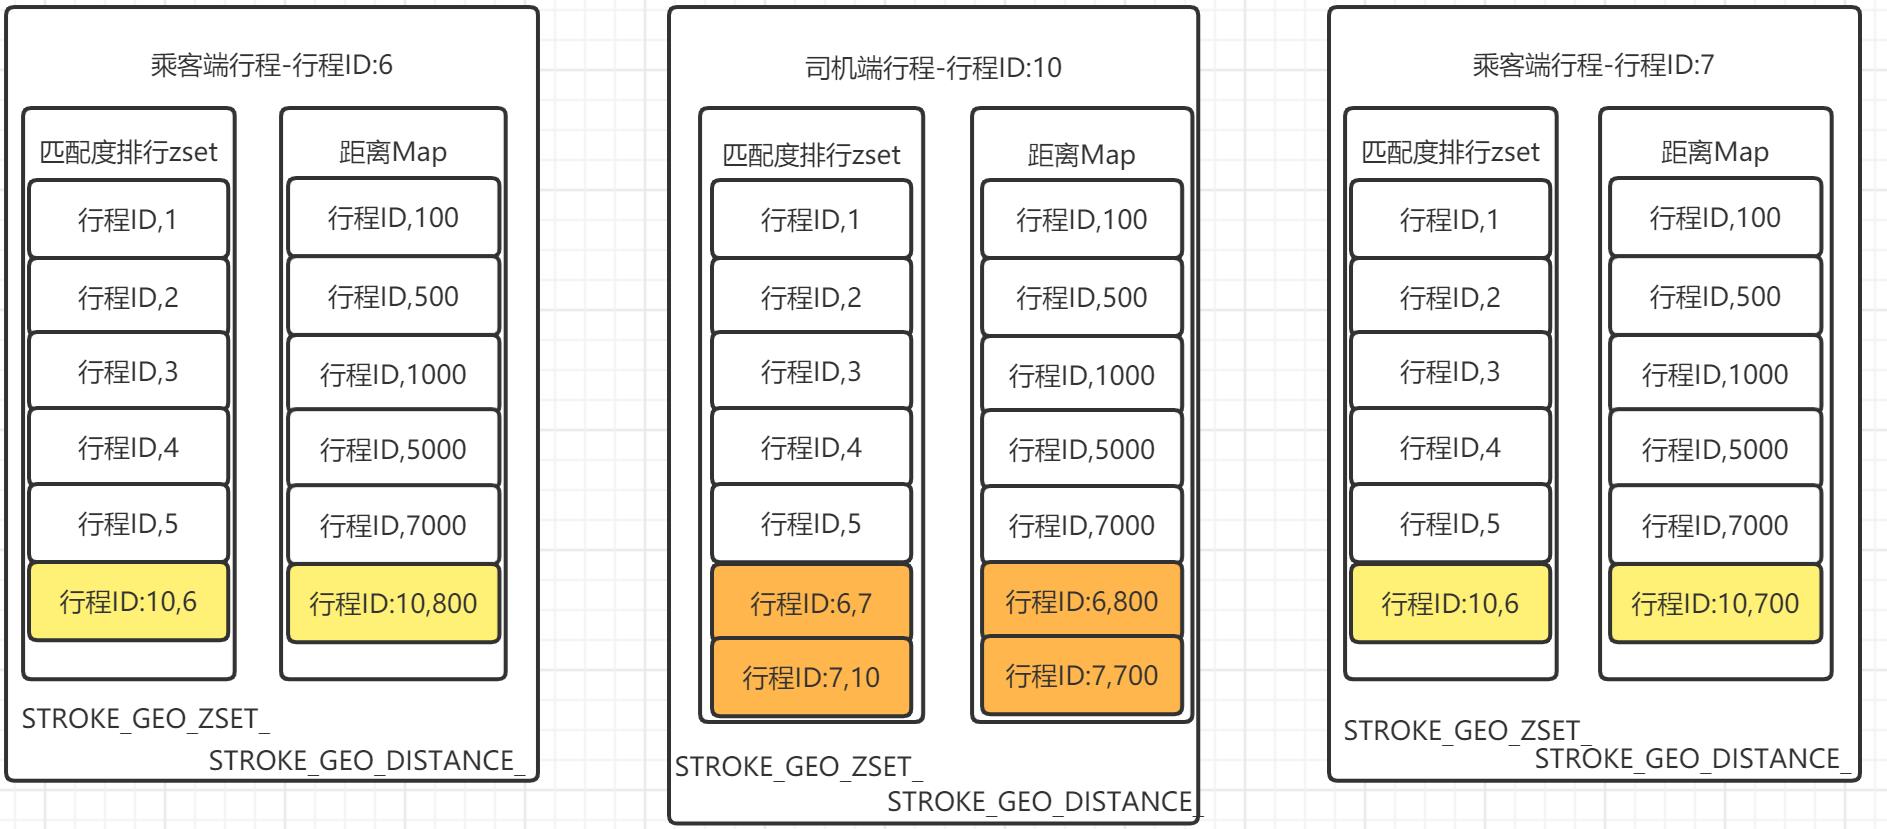 乘客端行程-行程ID:6
匹配度排行zset
行程ID,1
行程ID,2
行程ID,3
行程ID,4
行程ID,5
行程ID:10,6
距离Map
行程ID,100
行程ID,500
行程ID,1000
行程ID,5000
行程ID,7000
行程ID:10,800
STROKE_GEO_ZSET_
STROKE_GEO_DISTANCE_
司机端行程-行程ID:10
匹配度排行zset
行程ID,1
行程ID,2
行程ID,3
行程ID,4
行程ID,5
行程ID:6,7
行程ID:7,10
距离Map
行程ID,100
行程ID,500
行程ID,1000
行程ID,5000
行程ID,7000
行程ID:6,800
行程ID:7,700
STROKE_GEO_ZSET_
STROKE_GEO_DISTANCE_
乘客端行程-行程ID:7
匹配度排行zset
行程ID,1
行程ID,2
行程ID,3
行程ID,4
行程ID,5
行程ID:10,6
距离Map
行程ID,100
行程ID,500
行程ID,1000
行程ID,5000
行程ID,7000
行程ID:10,700
STROKE_GEO_ZSET_
STROKE_GEO_DISTANCE_